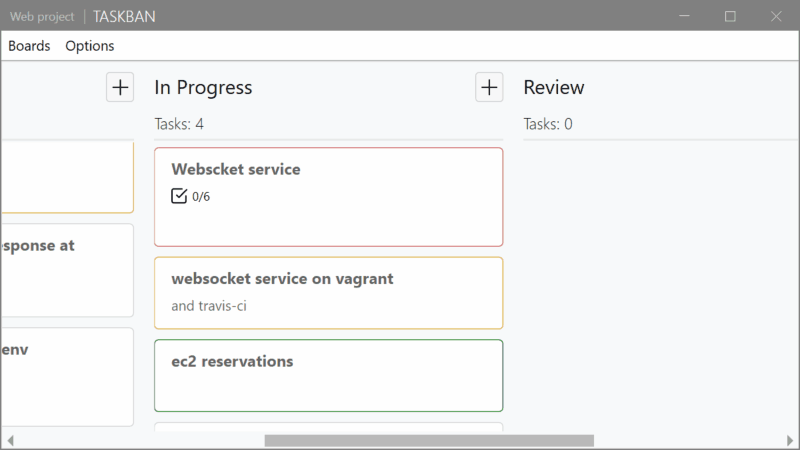 Web project | TASKBAN
Boards Options
In Progress
Tasks: 4
Review
Tasks: 0
sponse at
env
Webscket service
0/6
websocket service on vagrant
and travis-ci
ec2 reservations